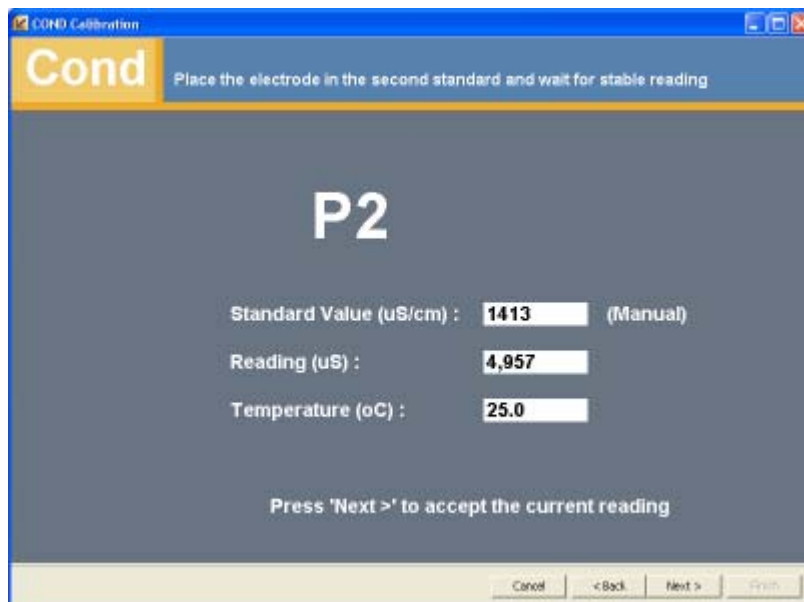 COND Calibration
Cond
Place the electrode in the second standard and wait for stable reading
P2
Standard Value (uS/cm) : 1413 (Manual)
Reading (uS) : 4,957
Temperature (oC) : 25.0
Press 'Next >' to accept the current reading
Cancel < Back Next > Finish